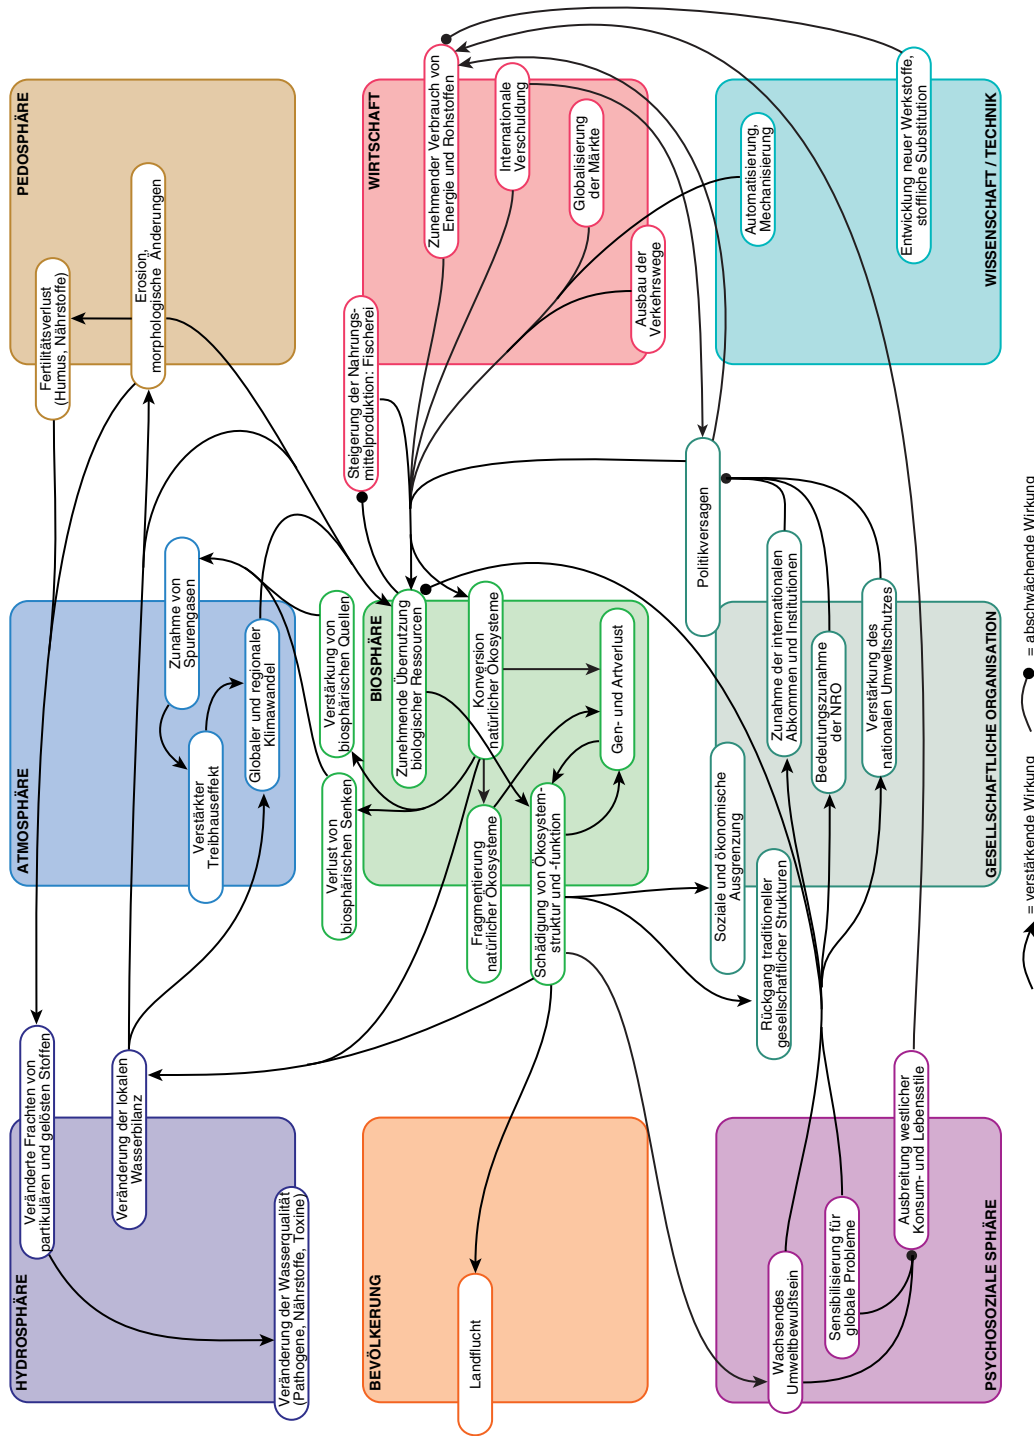 HYDROSPHÄRE
Veränderte Frachten von
partikulären und gelösten Stoffen
Veränderung der lokalen
Wasserbilanz
Veränderung der Wasserqualität
(Pathogene, Nährstoffe, Toxine)
ATMOSPHÄRE
Zunahme von
Spurengasen
Verstärkter
Treibhauseffekt
Globaler und regionaler
Klimawandel
PEDOSPHÄRE
Fertilitätsverlust
(Humus, Nährstoffe)
Erosion,
morphologische Änderungen
BEVÖLKERUNG
Landflucht
Verlust von
biosphärischen Senken
Verstärkung von
biosphärischen Quellen
BIOSPHÄRE
Zunehmende Übernutzung
biologischer Ressourcen
Konversion
natürlicher Ökosysteme
Fragmentierung
natürlicher Ökosysteme
Schädigung von Ökosystem-
struktur und -funktion
Gen- und Artverlust
Steigerung der Nahrungs-
mittelproduktion: Fischerei
WIRTSCHAFT
Zunehmender Verbrauch von
Energie und Rohstoffen
Internationale
Verschuldung
Globalisierung
der Märkte
Ausbau der
Verkehrswege
Wachsendes
Umweltbewußtsein
Sensibilisierung für
globale Probleme
Ausbreitung westlicher
Konsum- und Lebensstile
PSYCHOSOZIALE SPHÄRE
Politikversagen
Soziale und ökonomische
Ausgrenzung
Rückgang traditioneller
gesellschaftlicher Strukturen
Zunahme der internationalen
Abkommen und Institutionen
Bedeutungszunahme
der NRO
Verstärkung des
nationalen Umweltschutzes
GESELLSCHAFTLICHE ORGANISATION
Automatisierung,
Mechanisierung
Entwicklung neuer Werkstoffe,
stoffliche Substitution
WISSENSCHAFT / TECHNIK
= verstärkende Wirkung
= abschwächende Wirkung